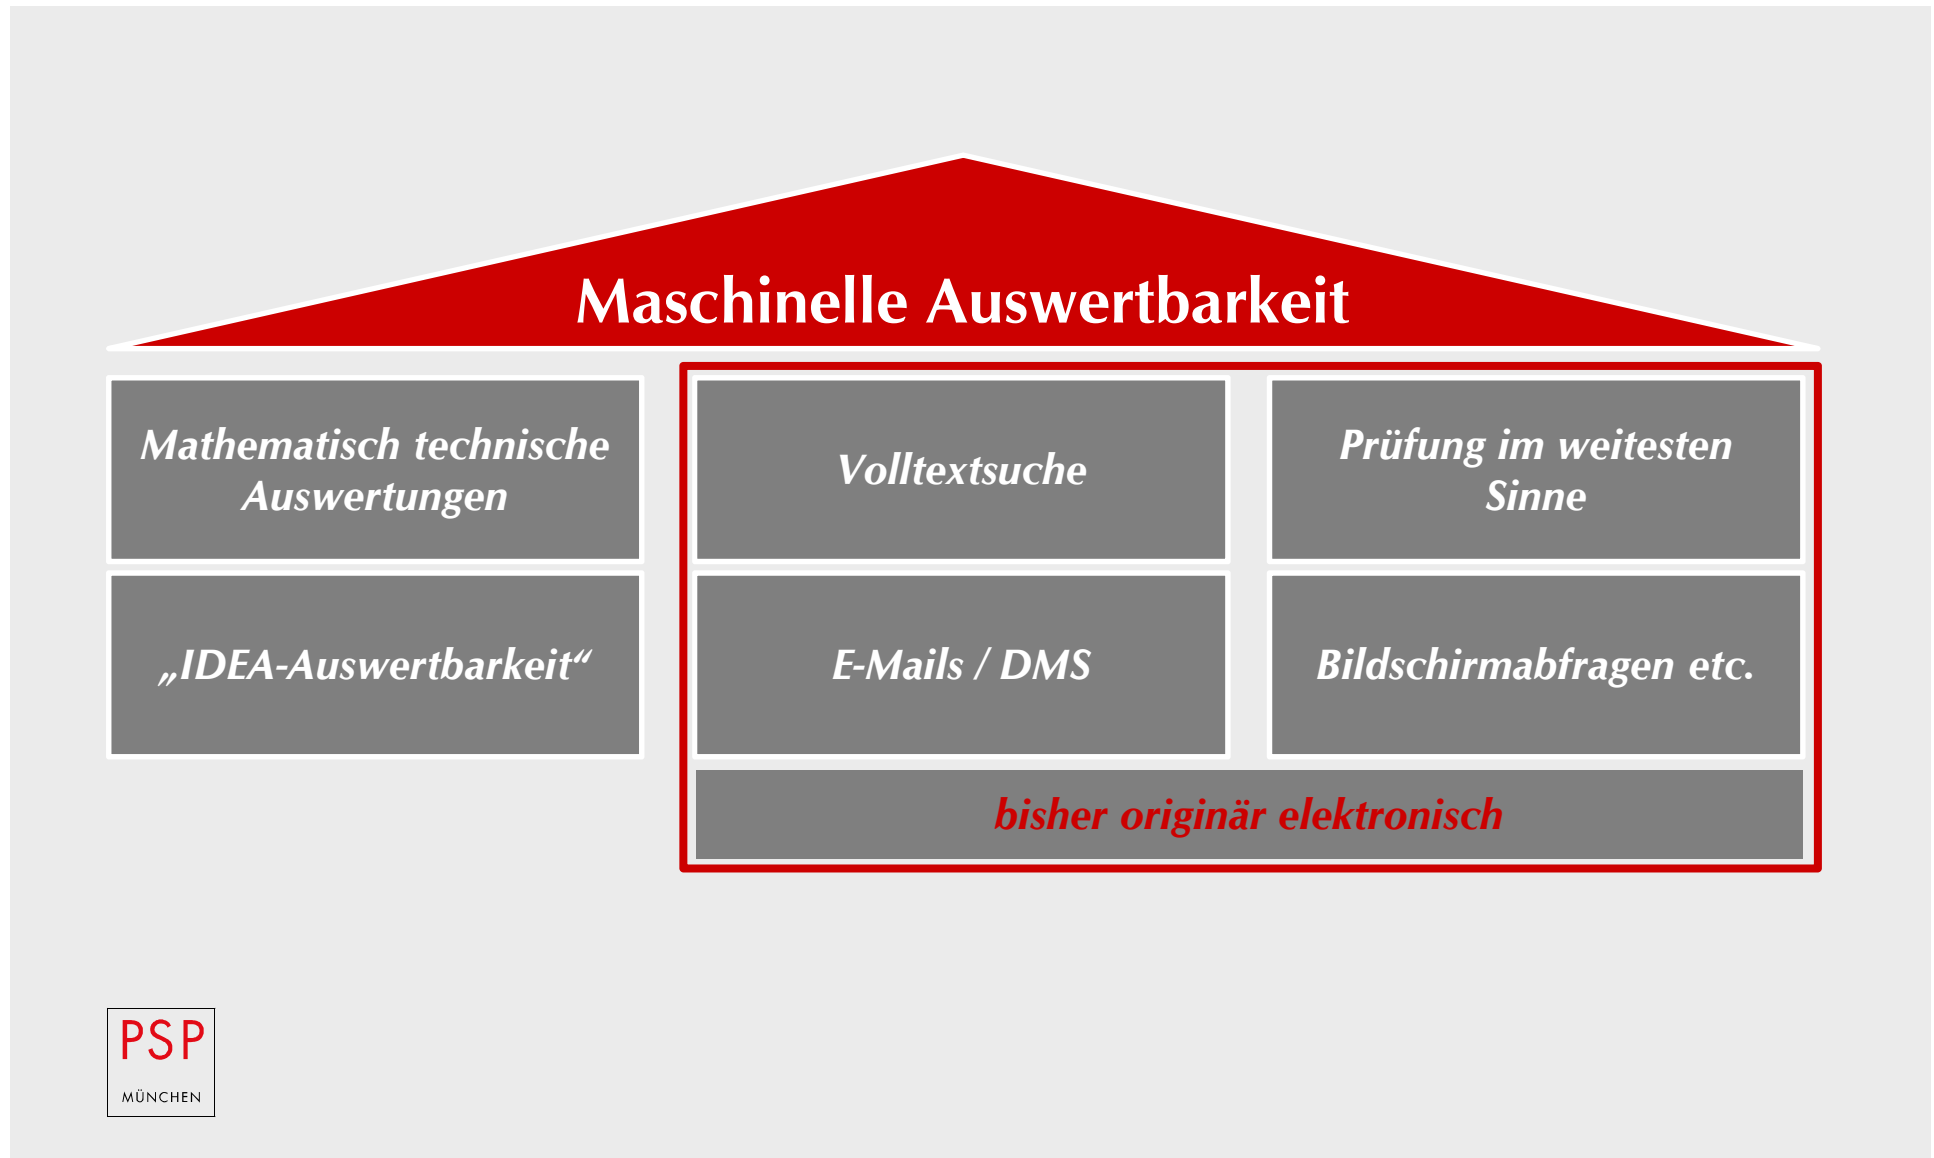 Maschinelle Auswertbarkeit
Mathematisch technische
Auswertungen
Volltextsuche
Prüfung im weitesten
Sinne
„IDEA-Auswertbarkeit“
E-Mails / DMS
Bildschirmabfragen etc.
bisher originär elektronisch
PSP
MÜNCHEN